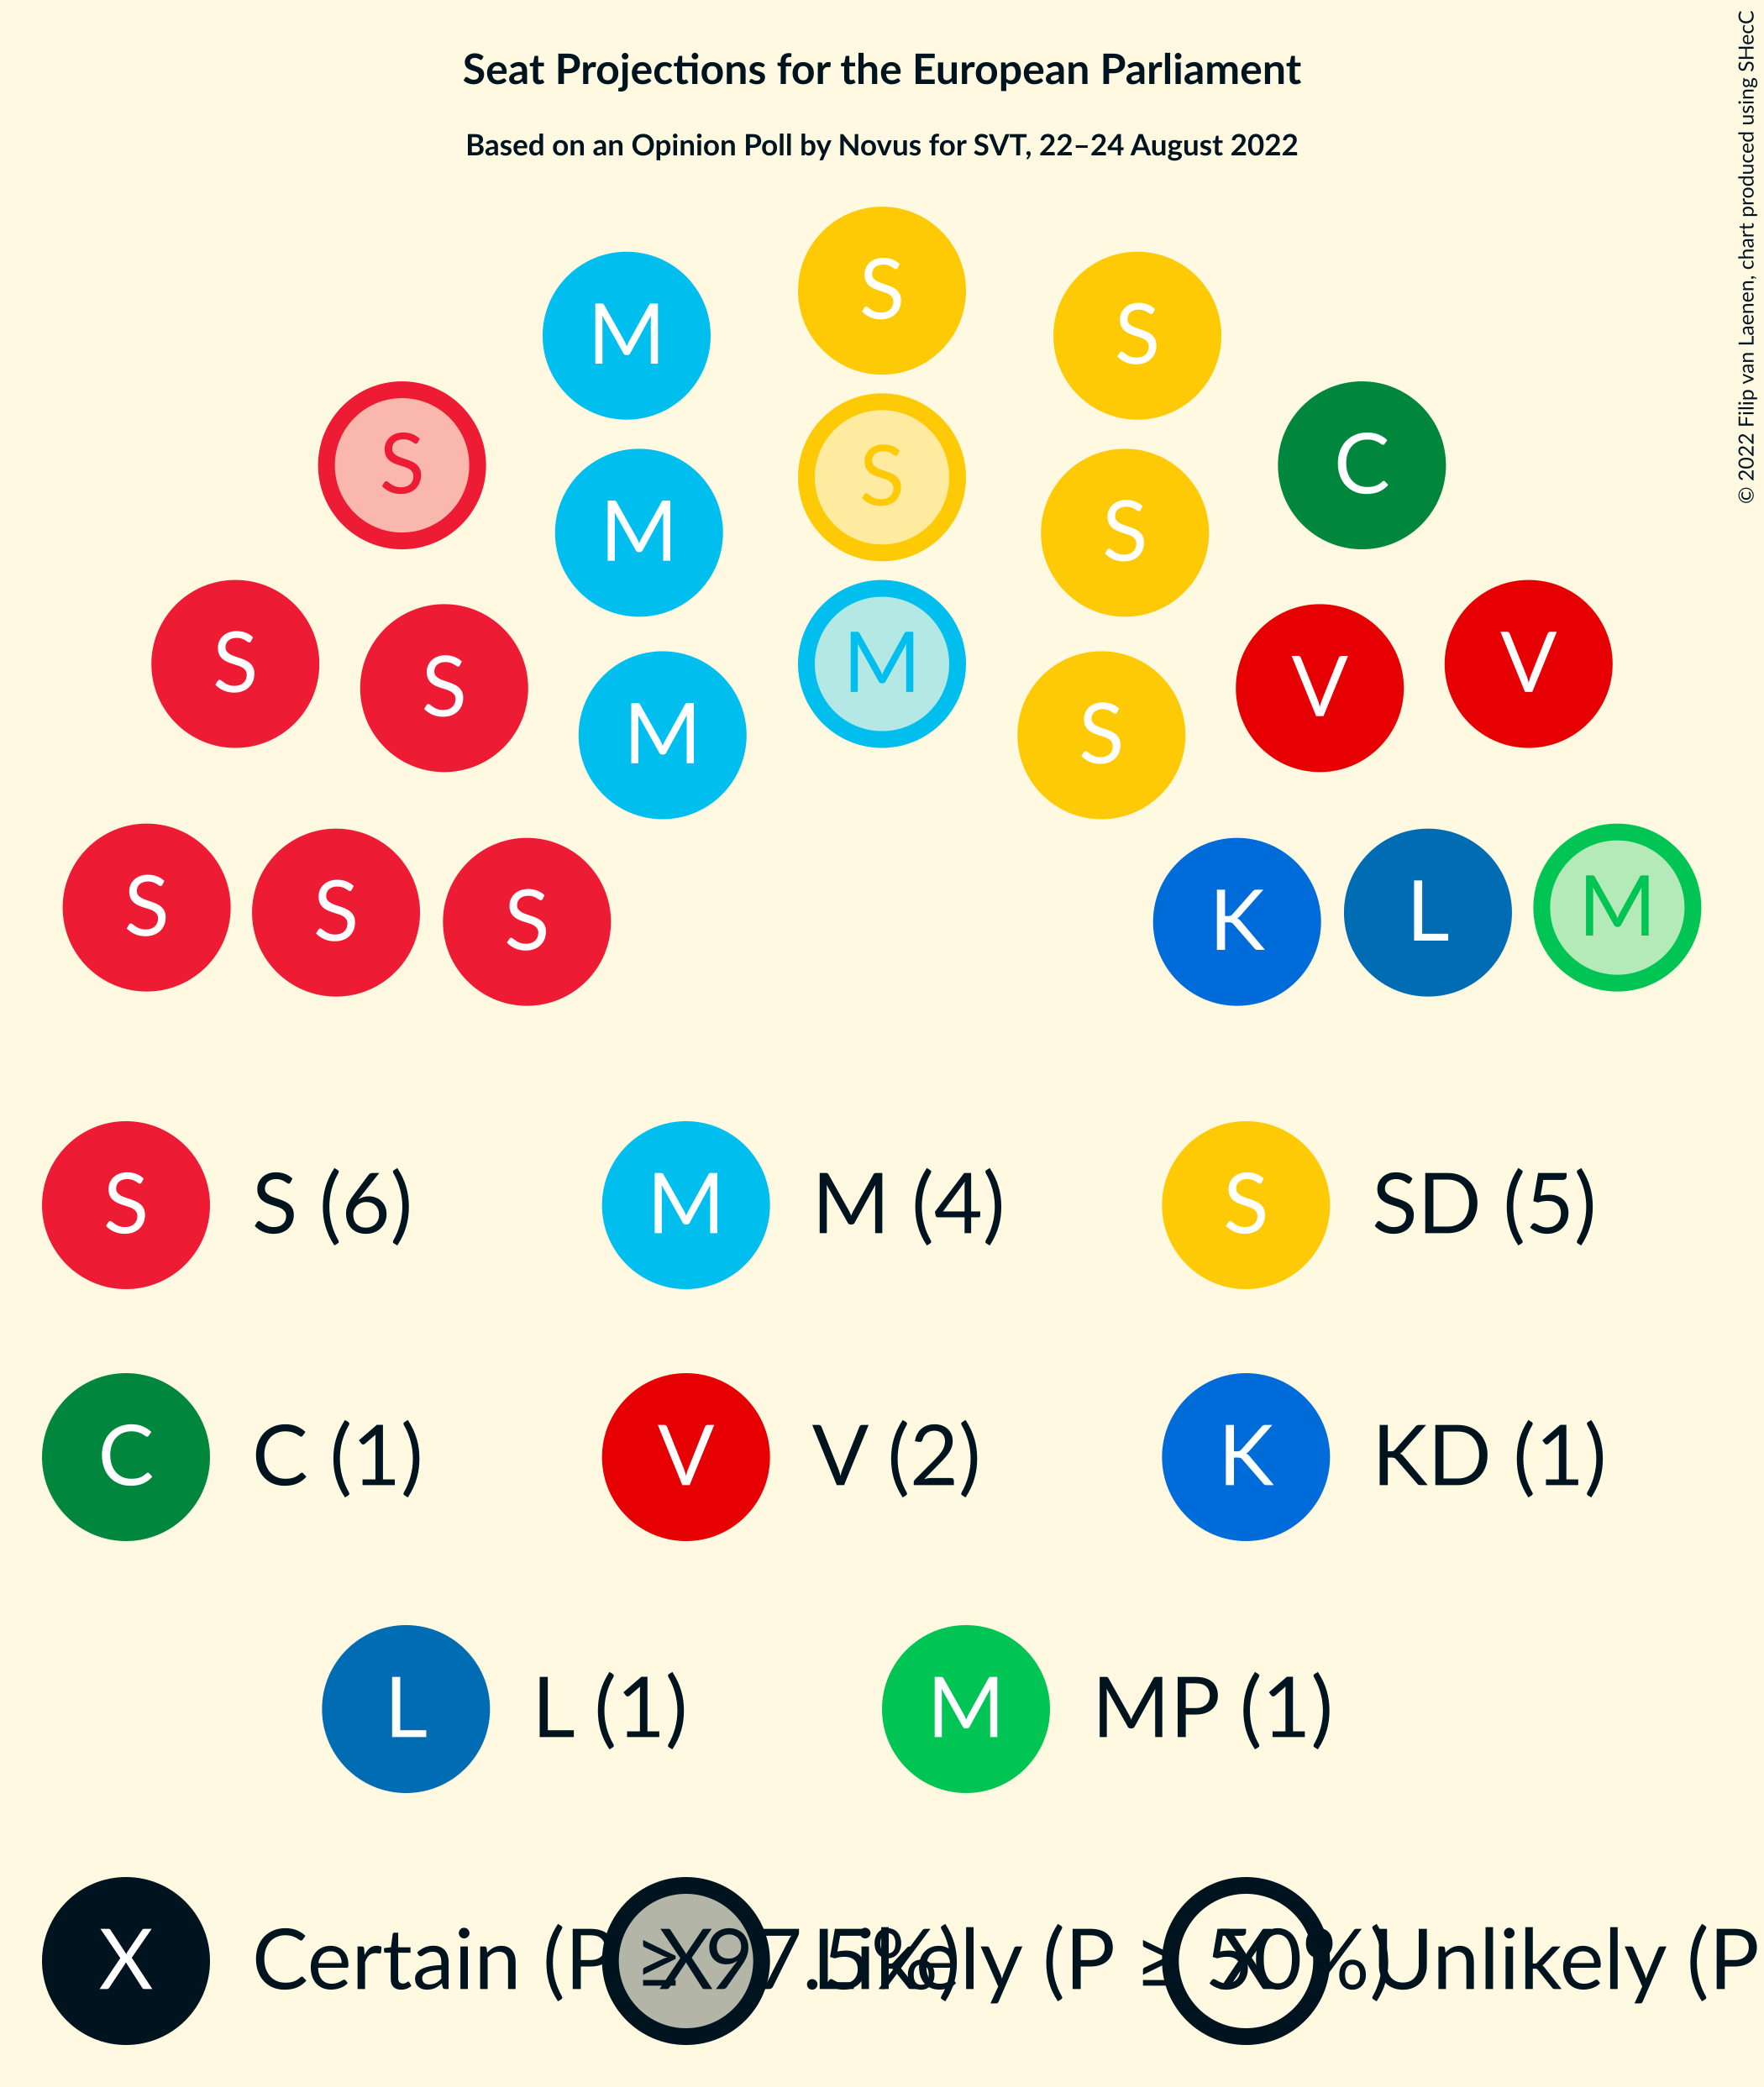 Seat Projections for the European Parliament
Based on an Opinion Poll by Novus for SVT, 22–24 August 2022
© 2022 Filip van Laenen, chart produced using SHecC
S
M S
S S C
M S
S M V
S S V
M S
S S S K L M
S S (6) M M (4) S SD (5)
C C (1) V V (2) K KD (1)
L L (1) M MP (1)
X Certain (P ≥ 97.5%) X Likely (P ≥ 50%) X Unlikely (P